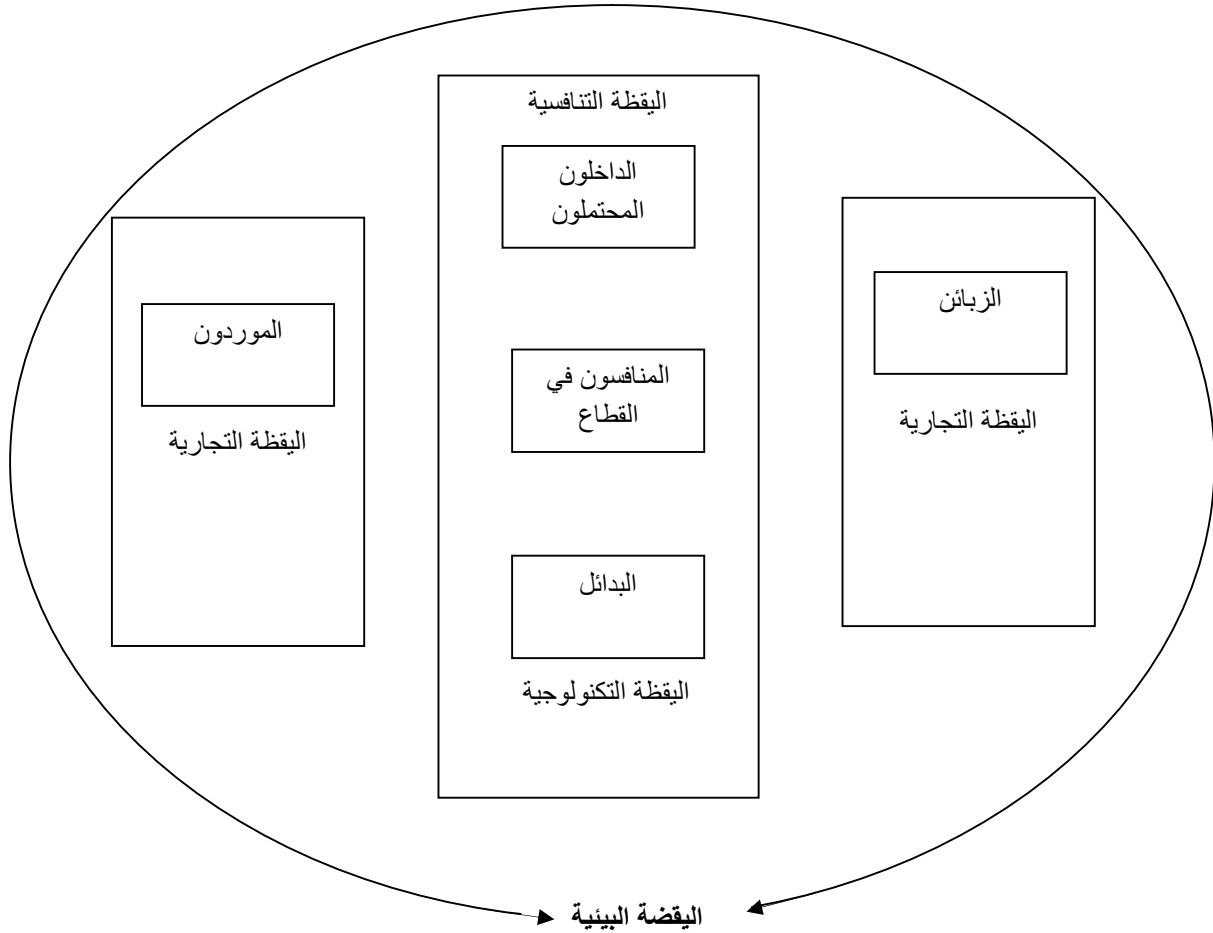 اليقظة التنافسية
الداخلون
المحتملون
الزبائن
الموردون
المنافسون في
القطاع
اليقظة التجارية
اليقظة التجارية
البدائل
اليقظة التكنولوجية
اليقضة البيئية